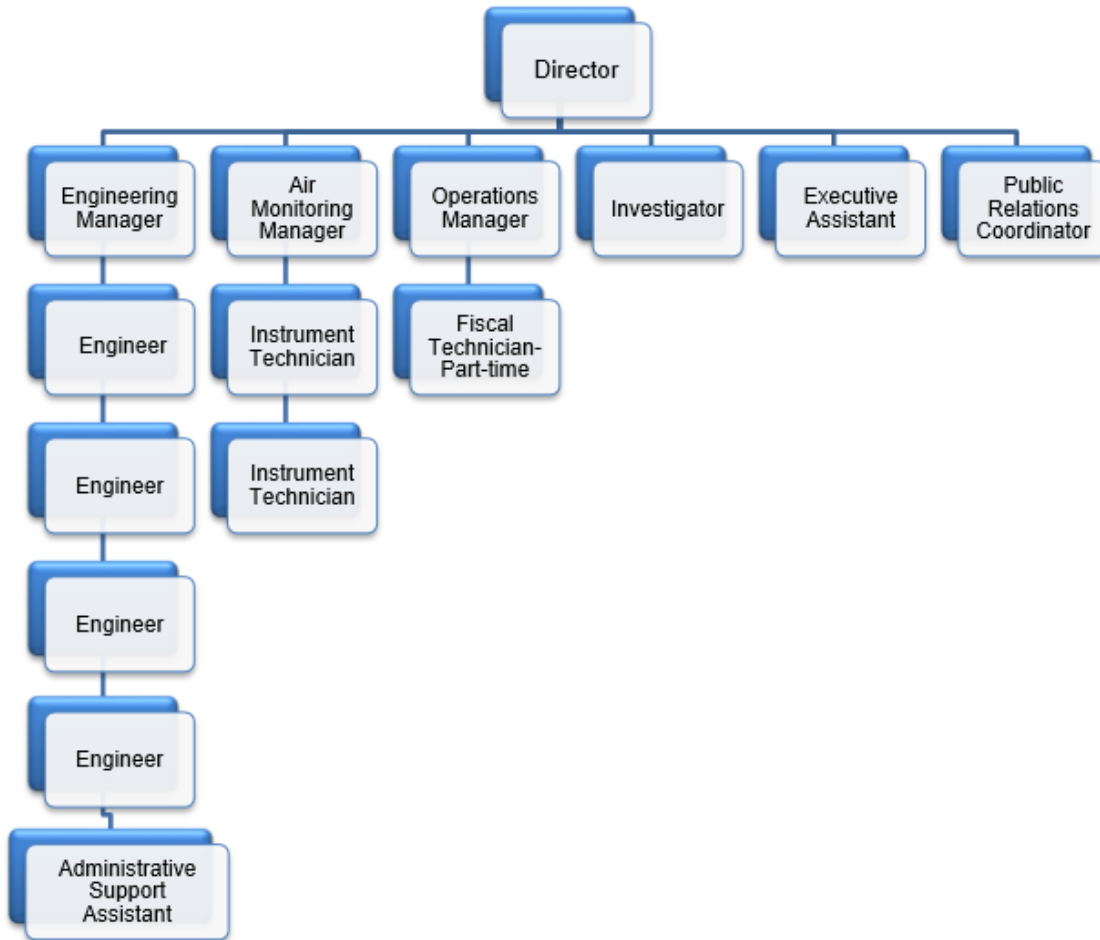 Director
Engineering
Manager
Air
Monitoring
Manager
Operations
Manager
Investigator
Executive
Assistant
Public
Relations
Coordinator
Engineer
Instrument
Technician
Fiscal
Technician-
Part-time
Engineer
Instrument
Technician
Engineer
Engineer
Administrative
Support
Assistant